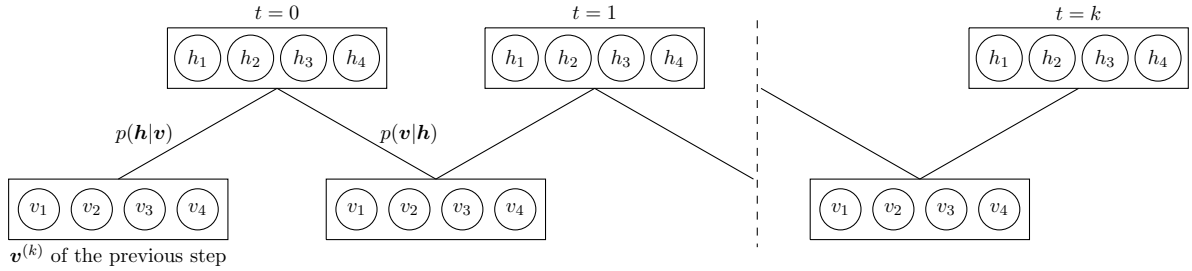 t = 0
t = 1
t = k
h₁ h₂ h₃ h₄
h₁ h₂ h₃ h₄
h₁ h₂ h₃ h₄
p(𝒉|𝒗)
p(𝒗|𝒉)
v₁ v₂ v₃ v₄
v₁ v₂ v₃ v₄
v₁ v₂ v₃ v₄
𝒗⁽ᵏ⁾ of the previous step